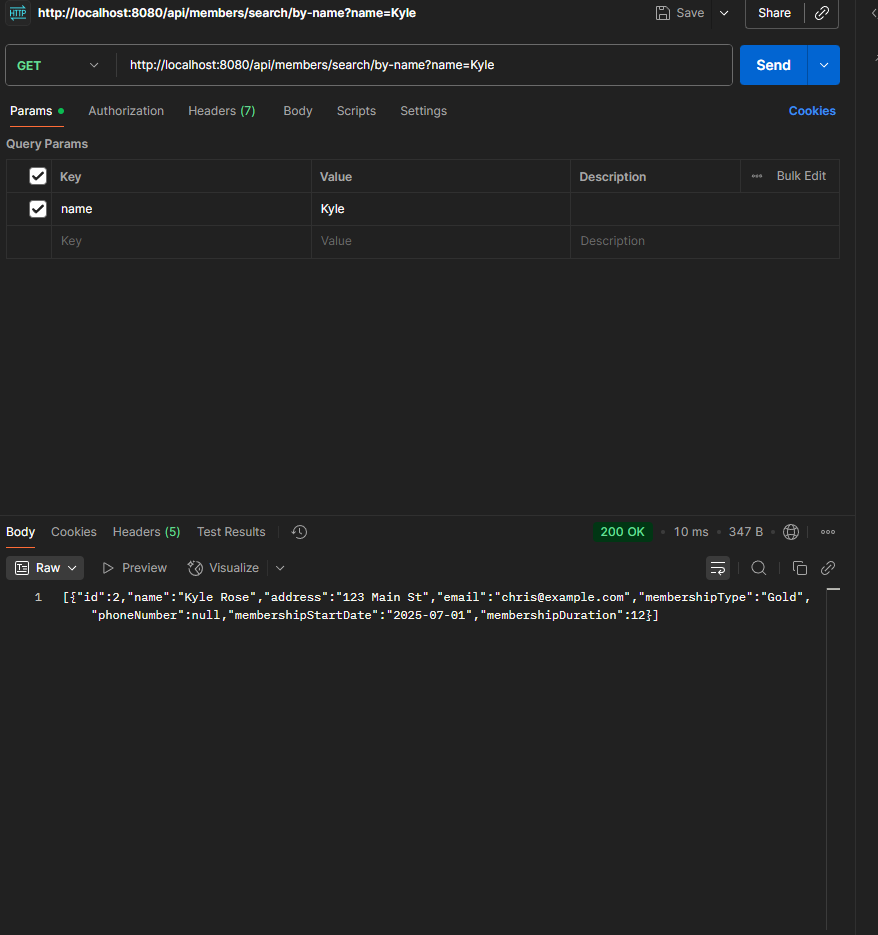 HTTP http://localhost:8080/api/members/search/by-name?name=Kyle Save Share
GET http://localhost:8080/api/members/search/by-name?name=Kyle Send
Params Authorization Headers (7) Body Scripts Settings Cookies
Query Params
Key Value Description Bulk Edit
name Kyle
Key Value Description
Body Cookies Headers (5) Test Results 200 OK 10 ms 347 B
Raw Preview Visualize
1 [{"id":2,"name":"Kyle Rose","address":"123 Main St","email":"chris@example.com","membershipType":"Gold",
"phoneNumber":null,"membershipStartDate":"2025-07-01","membershipDuration":12}]